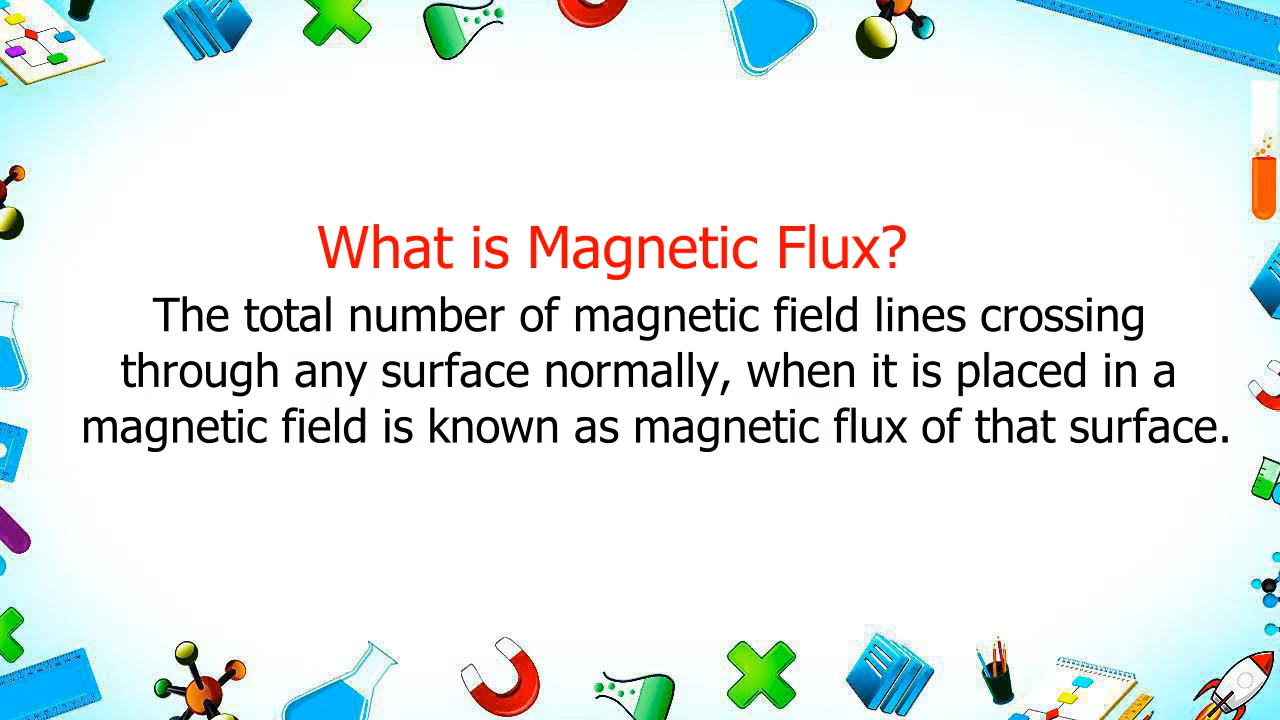 What is Magnetic Flux?
The total number of magnetic field lines crossing
through any surface normally, when it is placed in a
magnetic field is known as magnetic flux of that surface.